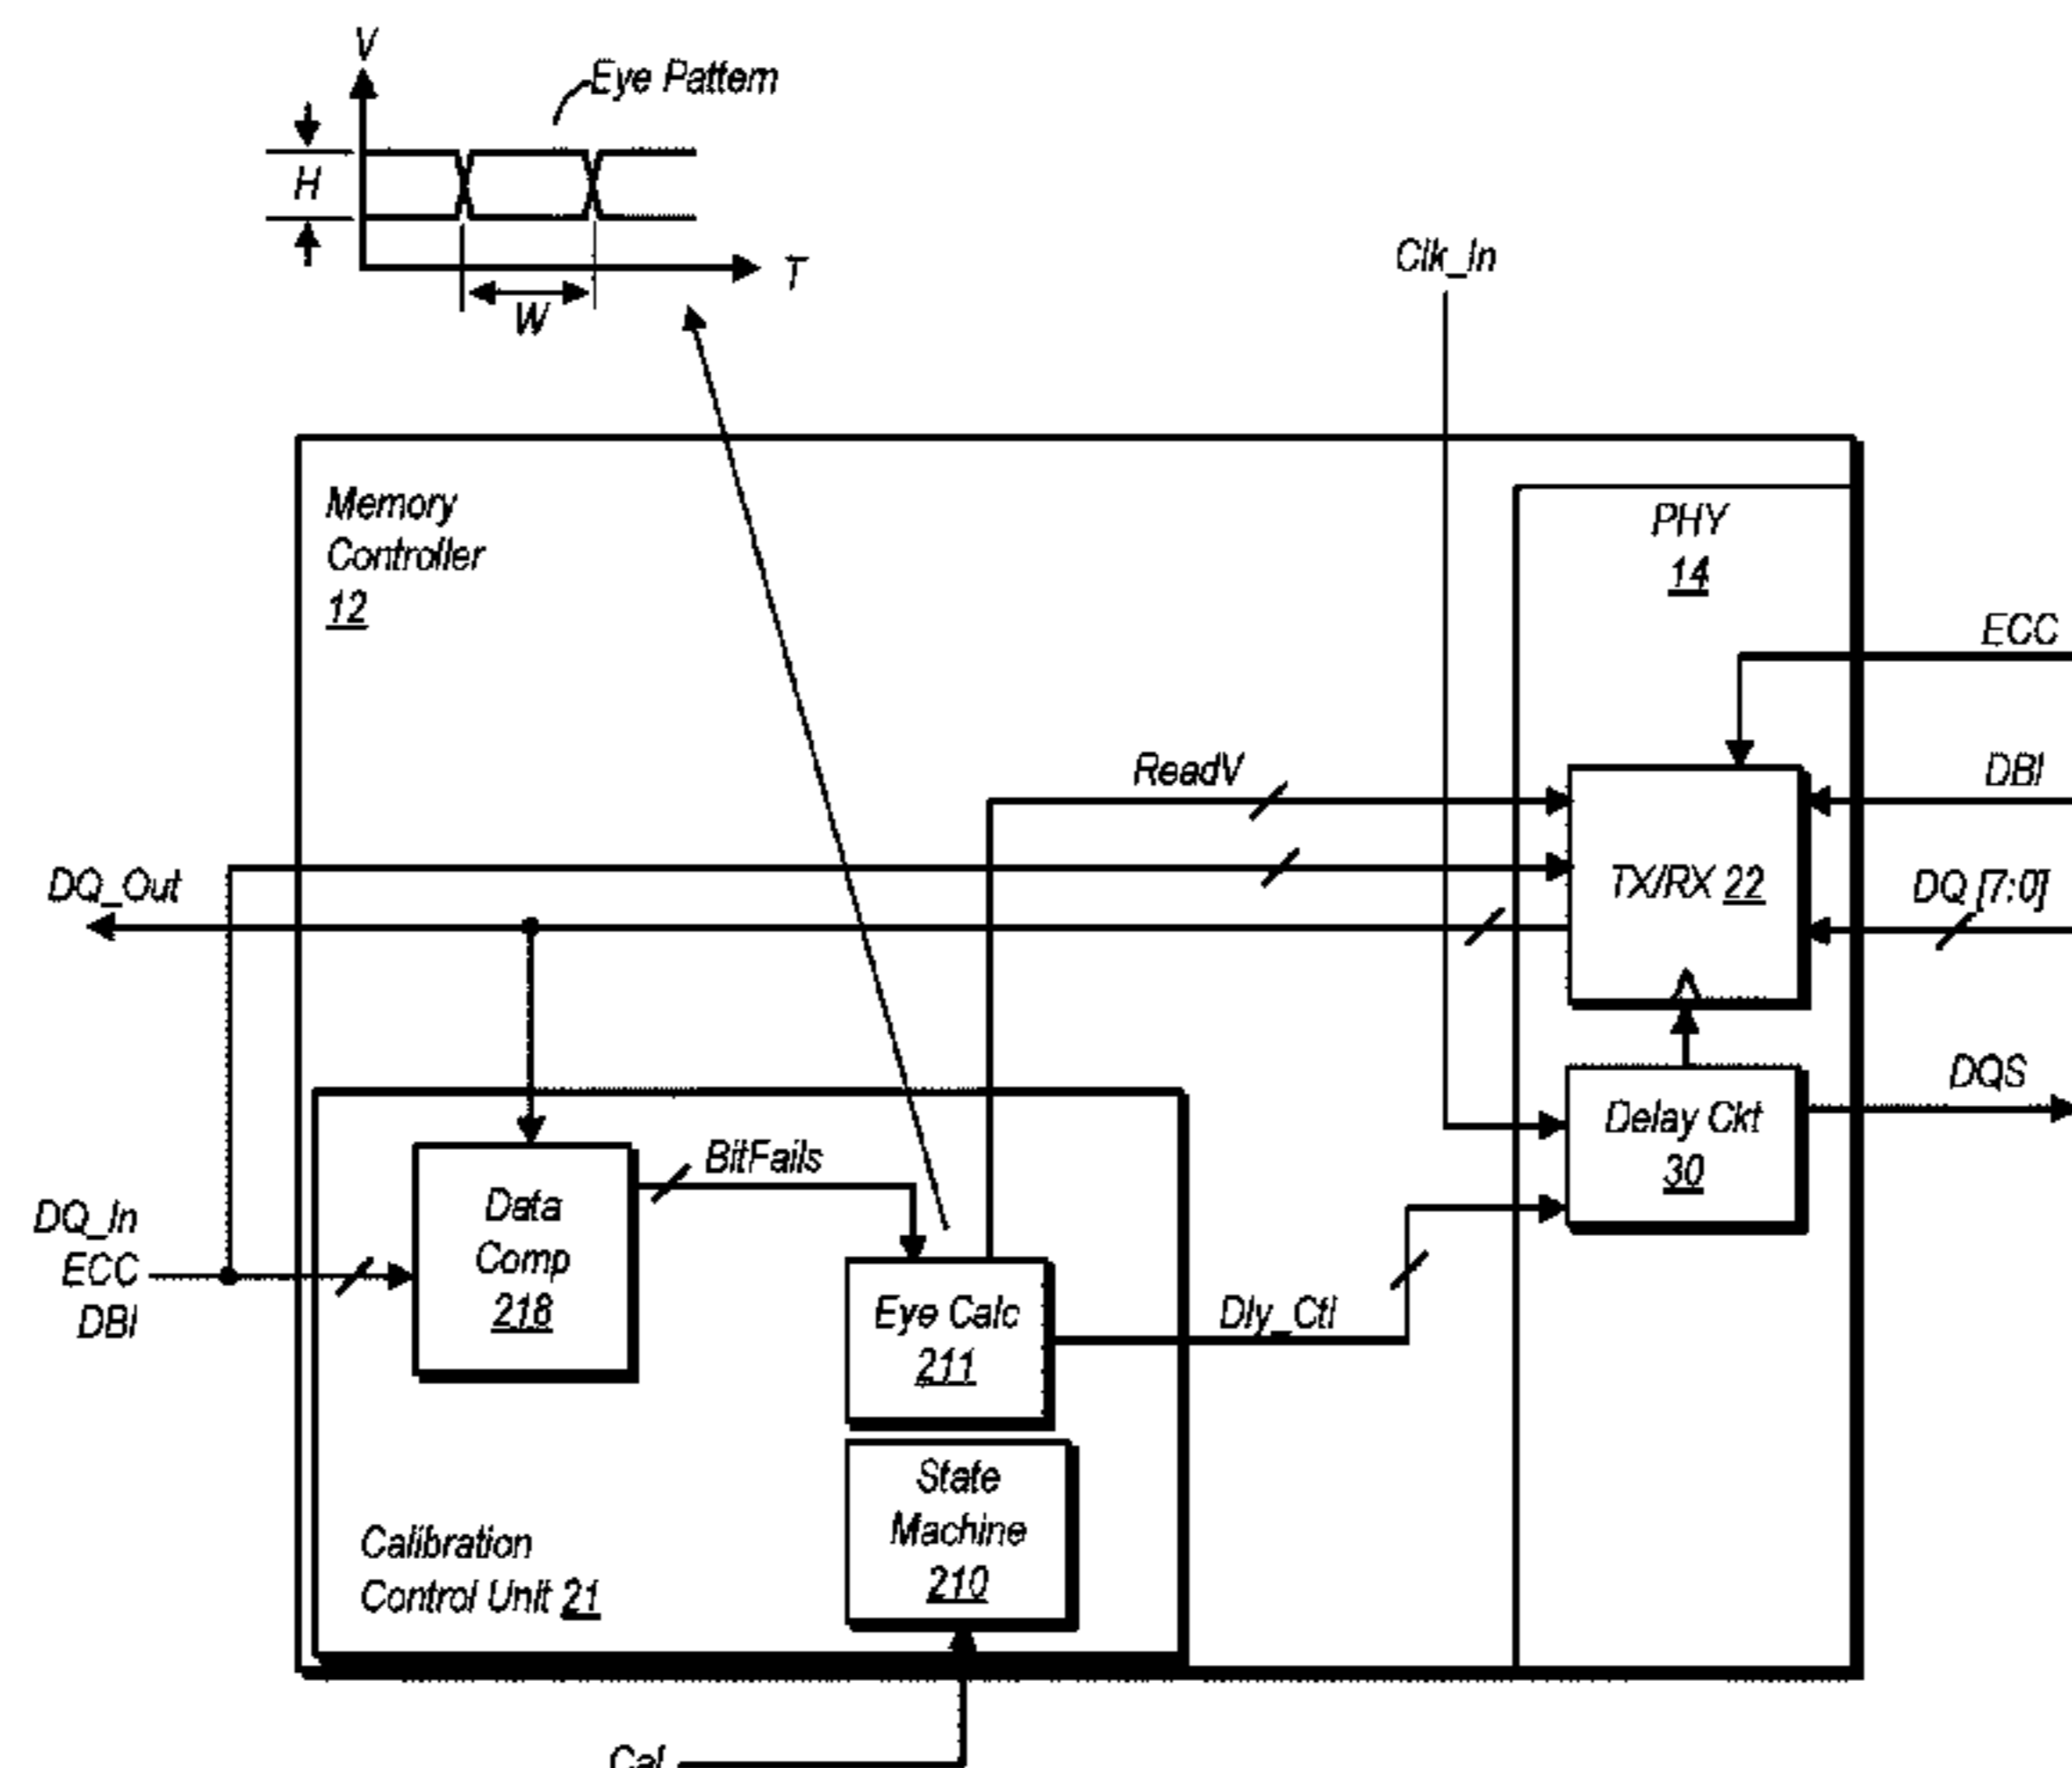 V
Eye Pattern
H
T
W
Clk_In
Memory
Controller
12
PHY
14
ECC
ReadV
DBI
DQ_Out
TX/RX 22
DQ [7:0]
DQS
Delay Ckt
30
BitFails
Data
Comp
218
DQ_In
ECC
DBI
Eye Calc
211
Dly_Ctl
State
Machine
210
Calibration
Control Unit 21
Cal